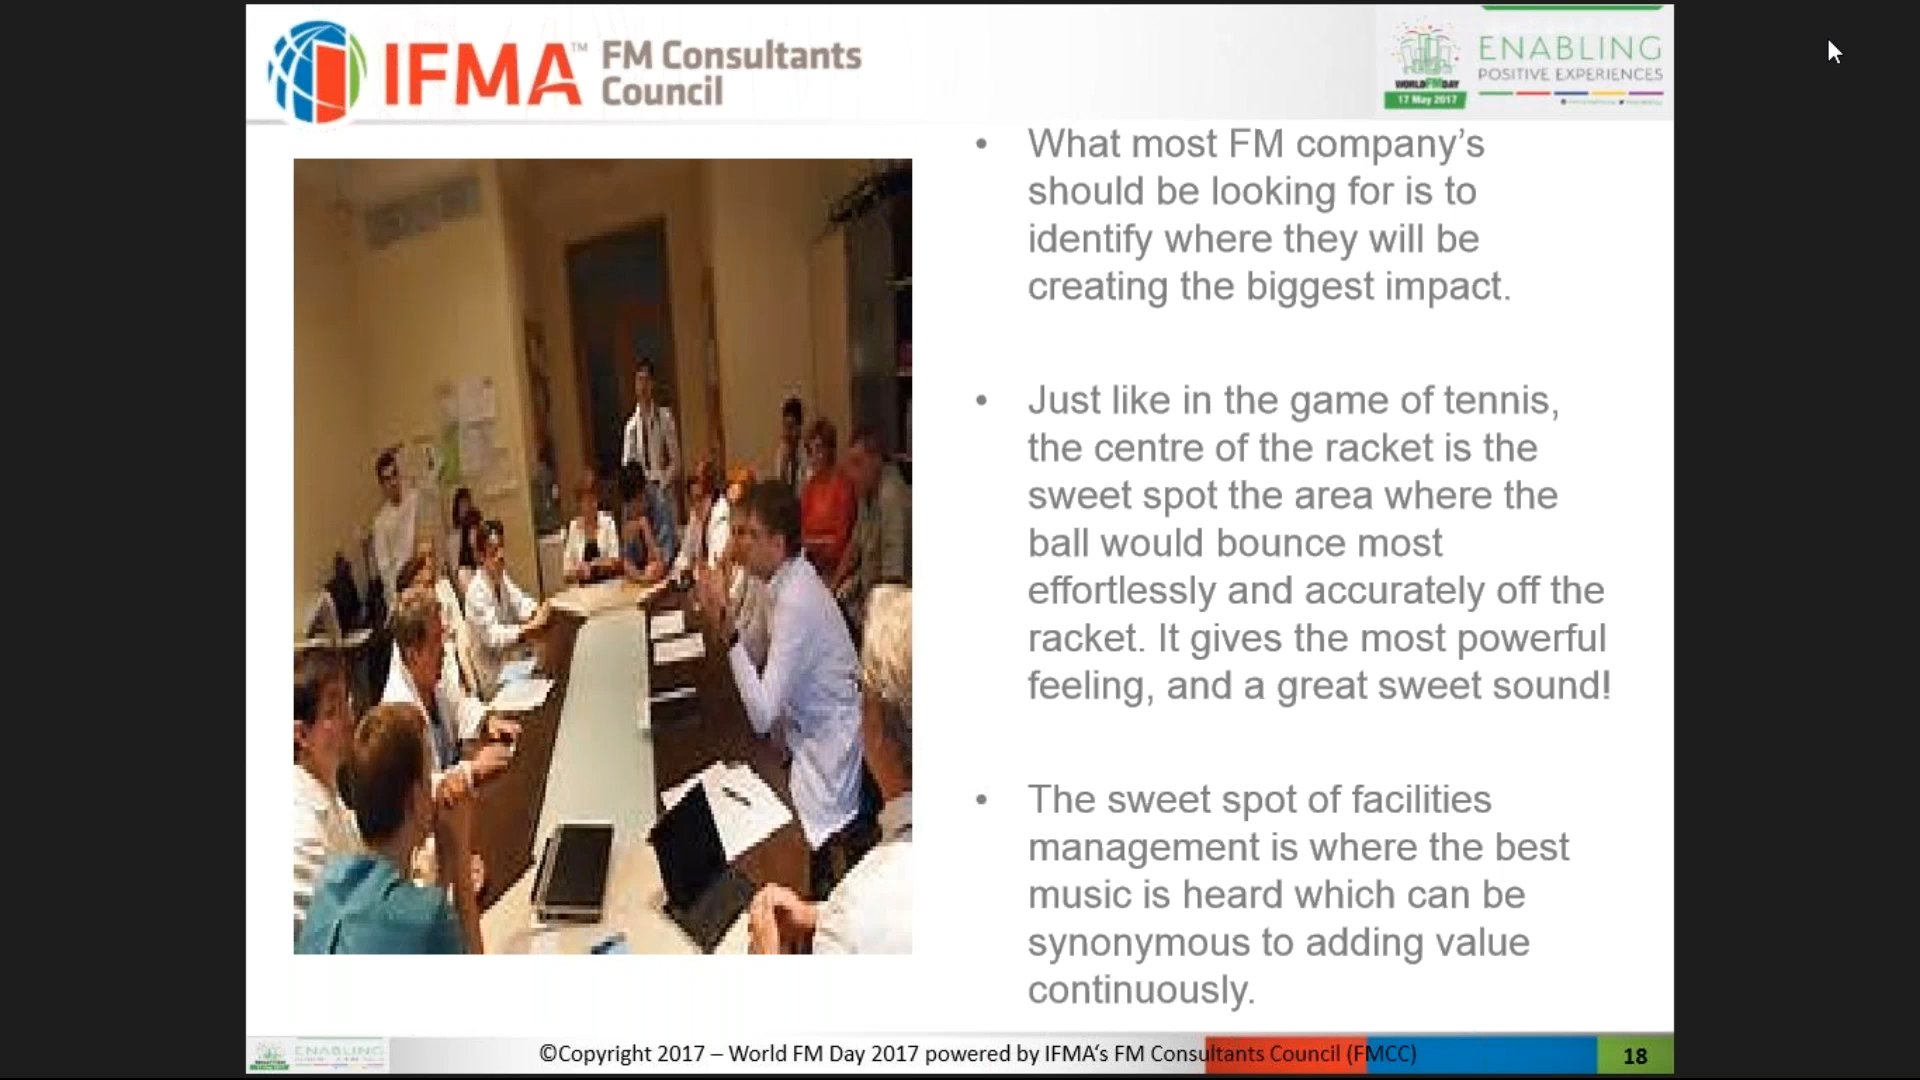 IFMA™ FM Consultants
Council
WORLD FM DAY
17 May 2017
ENABLING
POSITIVE EXPERIENCES
• What most FM company’s
should be looking for is to
identify where they will be
creating the biggest impact.
• Just like in the game of tennis,
the centre of the racket is the
sweet spot the area where the
ball would bounce most
effortlessly and accurately off the
racket. It gives the most powerful
feeling, and a great sweet sound!
• The sweet spot of facilities
management is where the best
music is heard which can be
synonymous to adding value
continuously.
ENABLING
©Copyright 2017 – World FM Day 2017 powered by IFMA‘s FM Consultants Council (FMCC)
18